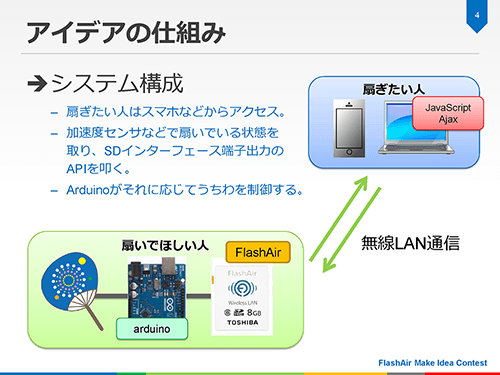 4
アイデアの仕組み
➔システム構成
– 扇ぎたい人はスマホなどからアクセス。
– 加速度センサなどで扇いでいる状態を
取り、SDインターフェース端子出力の
APIを叩く。
– Arduinoがそれに応じてうちわを制御する。
扇ぎたい人
JavaScript
Ajax
無線LAN通信
扇いでほしい人
FlashAir
arduino
FlashAir
Wireless LAN
8GB
TOSHIBA
FlashAir Make Idea Contest